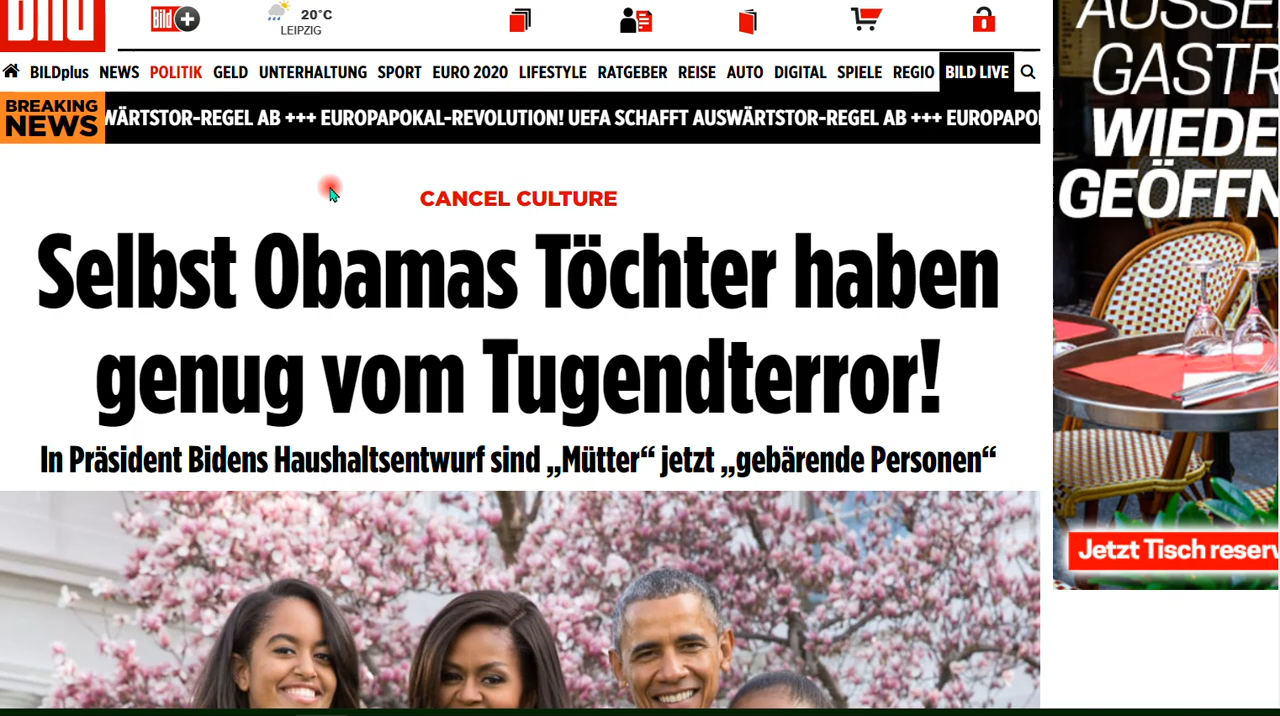 BILD
Bild
20°C
LEIPZIG
BILDplus NEWS POLITIK GELD UNTERHALTUNG SPORT EURO 2020 LIFESTYLE RATGEBER REISE AUTO DIGITAL SPIELE REGIO BILD LIVE
BREAKING
NEWS
WÄRTSTOR-REGEL AB +++ EUROPAPOKAL-REVOLUTION! UEFA SCHAFFT AUSWÄRTSTOR-REGEL AB +++ EUROPAPO
CANCEL CULTURE
Selbst Obamas Töchter haben
genug vom Tugendterror!
In Präsident Bidens Haushaltsentwurf sind „Mütter“ jetzt „gebärende Personen“
AUSSE
GASTR
WIEDE
GEÖFFN
Jetzt Tisch reserv